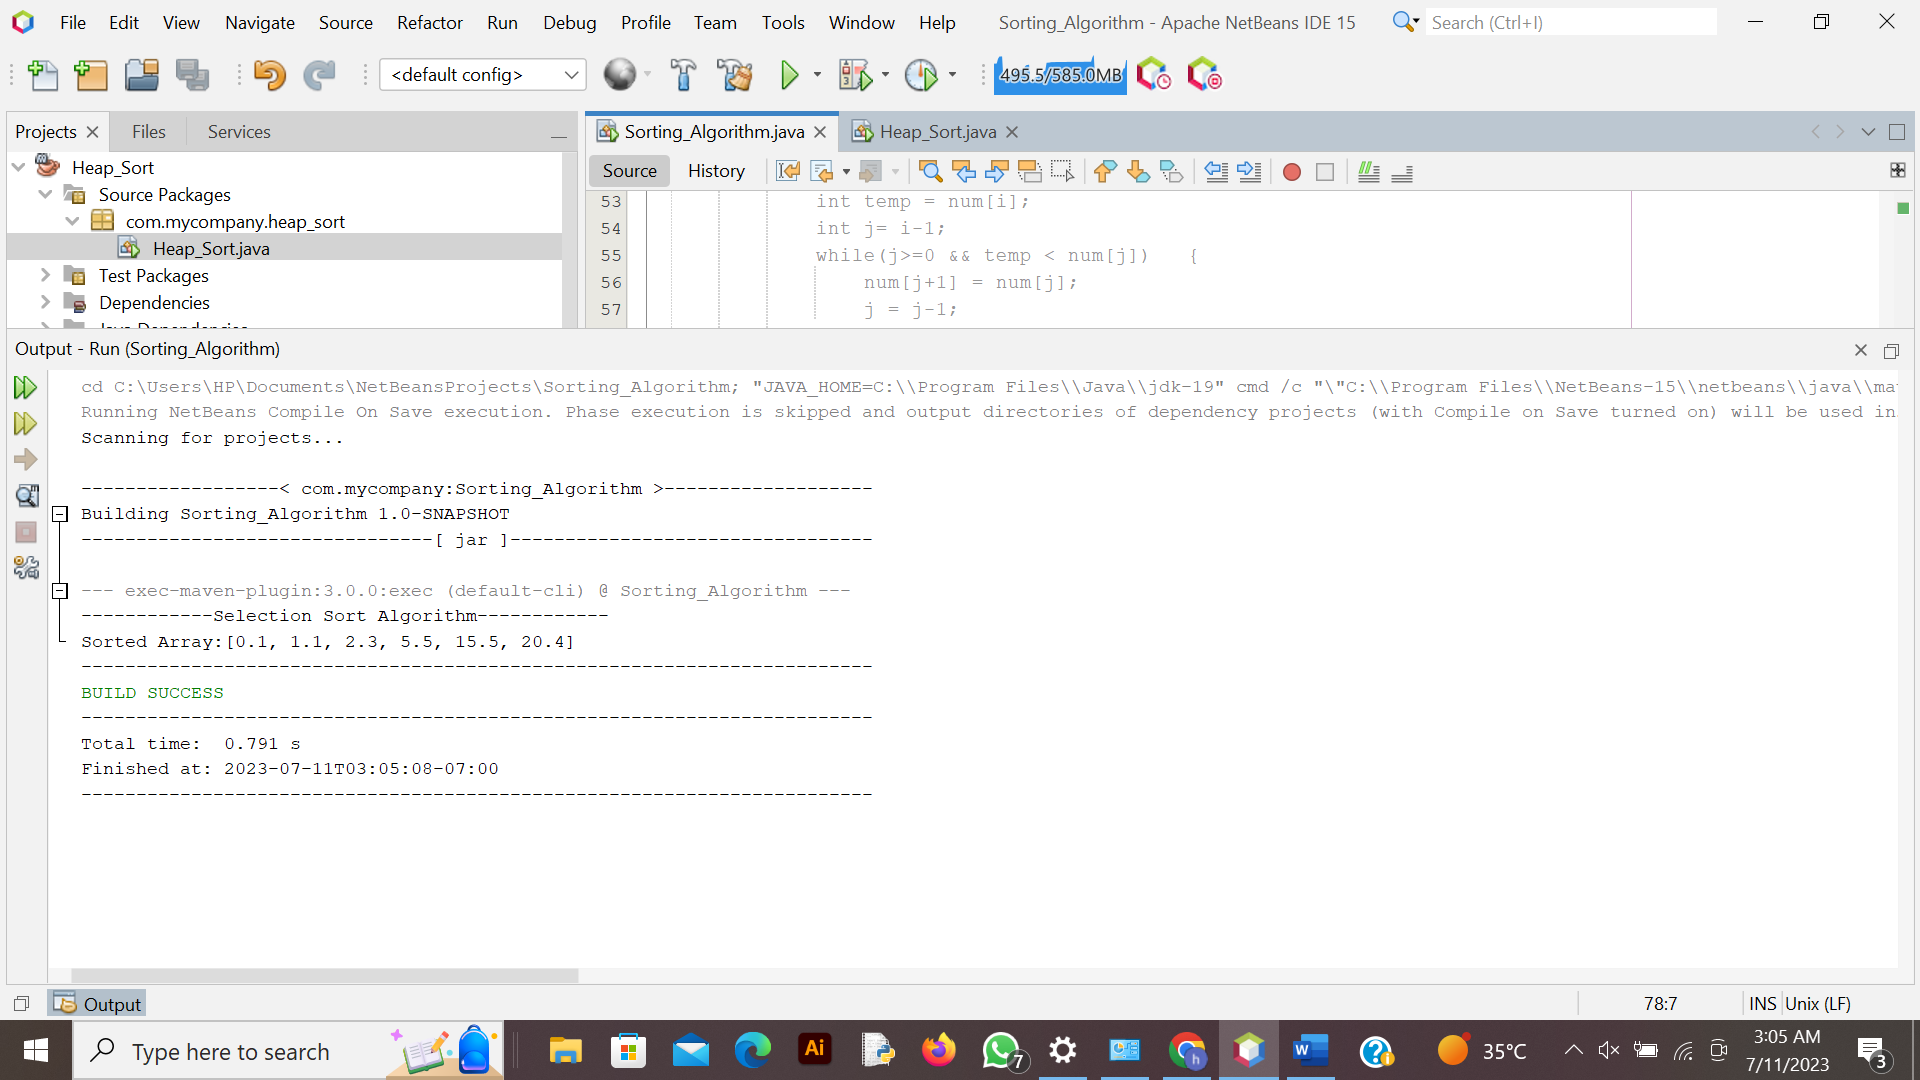 File Edit View Navigate Source Refactor Run Debug Profile Team Tools Window Help Sorting_Algorithm - Apache NetBeans IDE 15 Search (Ctrl+I)
<default config> 495.5/585.0MB
Projects Files Services Sorting_Algorithm.java Heap_Sort.java
Source History
Heap_Sort
Source Packages
com.mycompany.heap_sort
Heap_Sort.java
Test Packages
Dependencies
Java Dependencies
53 int temp = num[i];
54 int j= i-1;
55 while(j>=0 && temp < num[j]) {
56 num[j+1] = num[j];
57 j = j-1;
Output - Run (Sorting_Algorithm)
cd C:\Users\HP\Documents\NetBeansProjects\Sorting_Algorithm; "JAVA_HOME=C:\\Program Files\\Java\\jdk-19" cmd /c "\"C:\\Program Files\\NetBeans-15\\netbeans\\java\\ma
Running NetBeans Compile On Save execution. Phase execution is skipped and output directories of dependency projects (with Compile on Save turned on) will be used in
Scanning for projects...
------------------< com.mycompany:Sorting_Algorithm >-------------------
Building Sorting_Algorithm 1.0-SNAPSHOT
--------------------------------[ jar ]---------------------------------
--- exec-maven-plugin:3.0.0:exec (default-cli) @ Sorting_Algorithm ---
------------Selection Sort Algorithm------------
Sorted Array:[0.1, 1.1, 2.3, 5.5, 15.5, 20.4]
------------------------------------------------------------------------
BUILD SUCCESS
------------------------------------------------------------------------
Total time:  0.791 s
Finished at: 2023-07-11T03:05:08-07:00
------------------------------------------------------------------------
Output 78:7 INS Unix (LF)
Type here to search Ai 7 h W 35°C 3:05 AM
7/11/2023 3